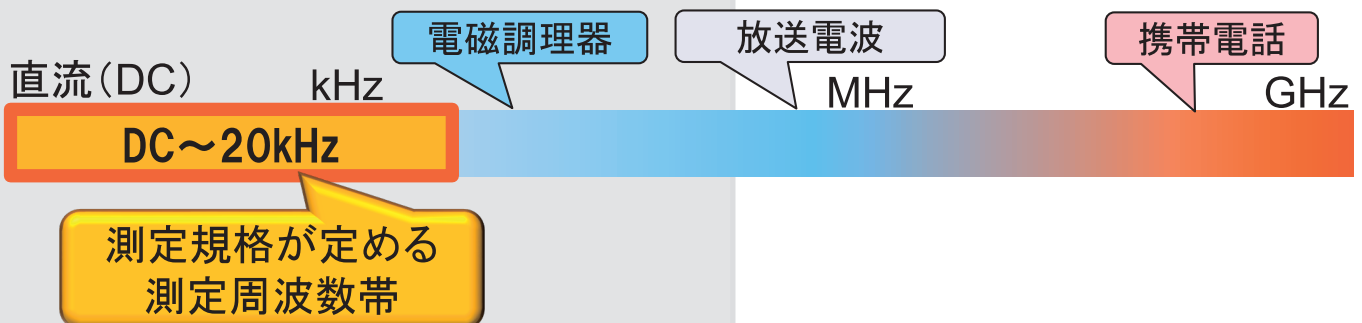 電磁調理器
放送電波
携帯電話
直流(DC)
kHz
MHz
GHz
DC～20kHz
測定規格が定める
測定周波数帯